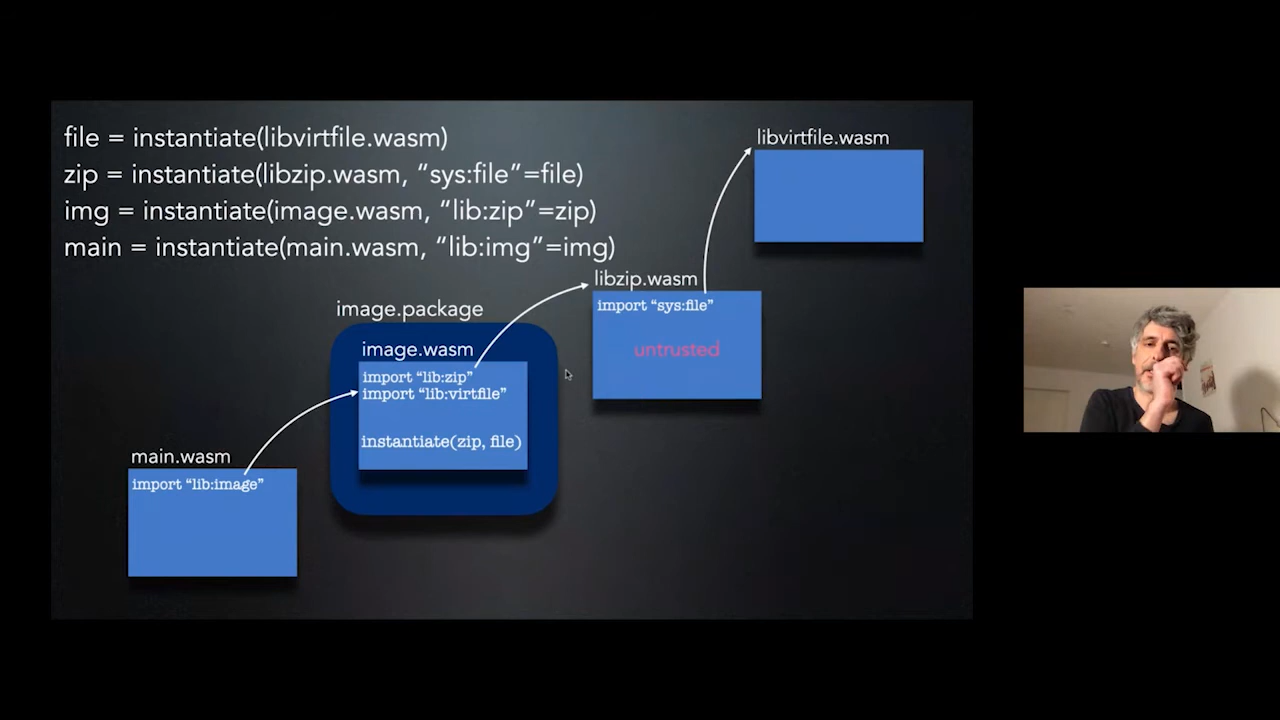 file = instantiate(libvirtfile.wasm)
zip = instantiate(libzip.wasm, “sys:file”=file)
img = instantiate(image.wasm, “lib:zip”=zip)
main = instantiate(main.wasm, “lib:img”=img)
libvirtfile.wasm
libzip.wasm
import “sys:file”
untrusted
image.package
image.wasm
import “lib:zip”
import “lib:virtfile”
instantiate(zip, file)
main.wasm
import “lib:image”